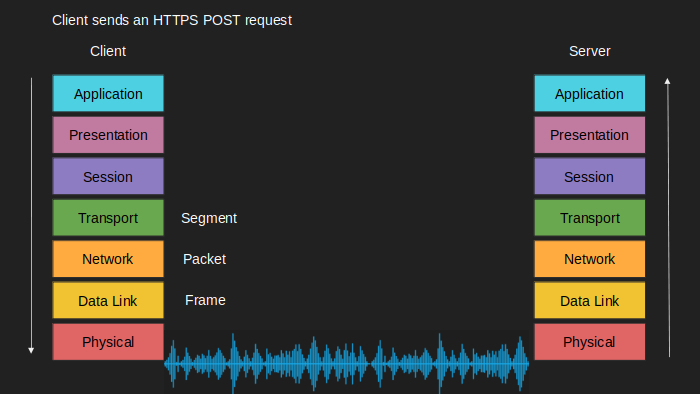 Client sends an HTTPS POST request
Client
Server
Application
Application
Presentation
Presentation
Session
Session
Transport
Segment
Transport
Network
Packet
Network
Data Link
Frame
Data Link
Physical
Physical